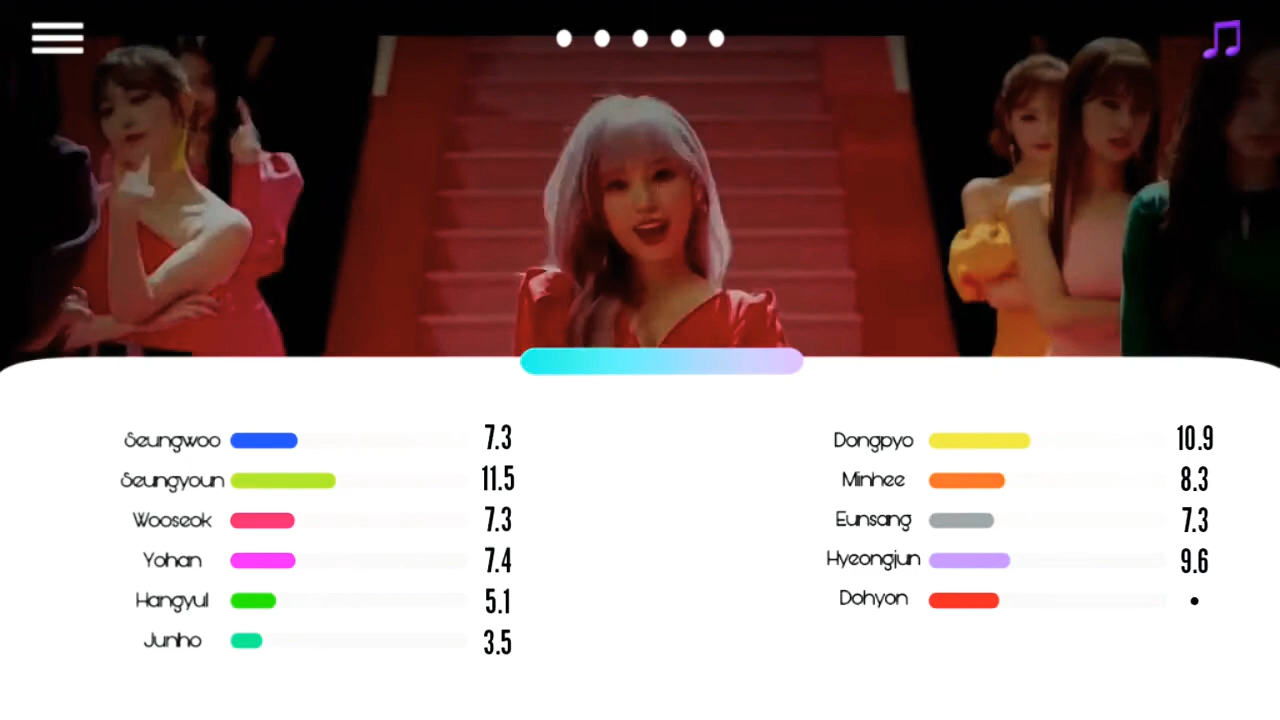 Seungwoo 7.3
Seungyoun 11.5
Wooseok 7.3
Yohan 7.4
Hangyul 5.1
Junho 3.5
Dongpyo 10.9
Minhee 8.3
Eunsang 7.3
Hyeongjun 9.6
Dohyon •